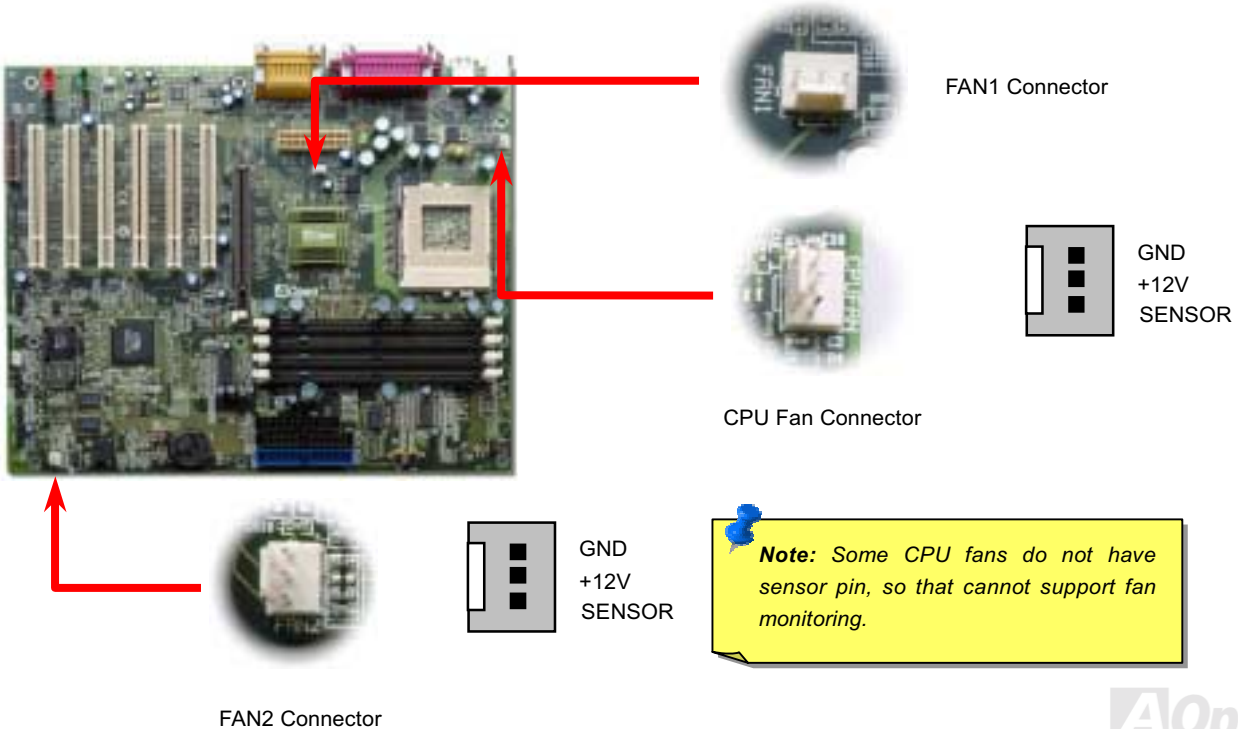 FAN1
FAN1 Connector
GND
+12V
SENSOR
CPU Fan Connector
GND
+12V
SENSOR
Note: Some CPU fans do not have
sensor pin, so that cannot support fan
monitoring.
FAN2 Connector